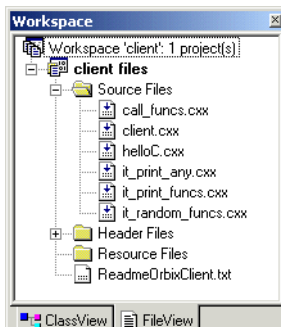 Workspace
Workspace 'client': 1 project(s)
client files
Source Files
call_funcs.cxx
client.cxx
helloC.cxx
it_print_any.cxx
it_print_funcs.cxx
it_random_funcs.cxx
Header Files
Resource Files
ReadmeOrbixClient.txt
ClassView FileView